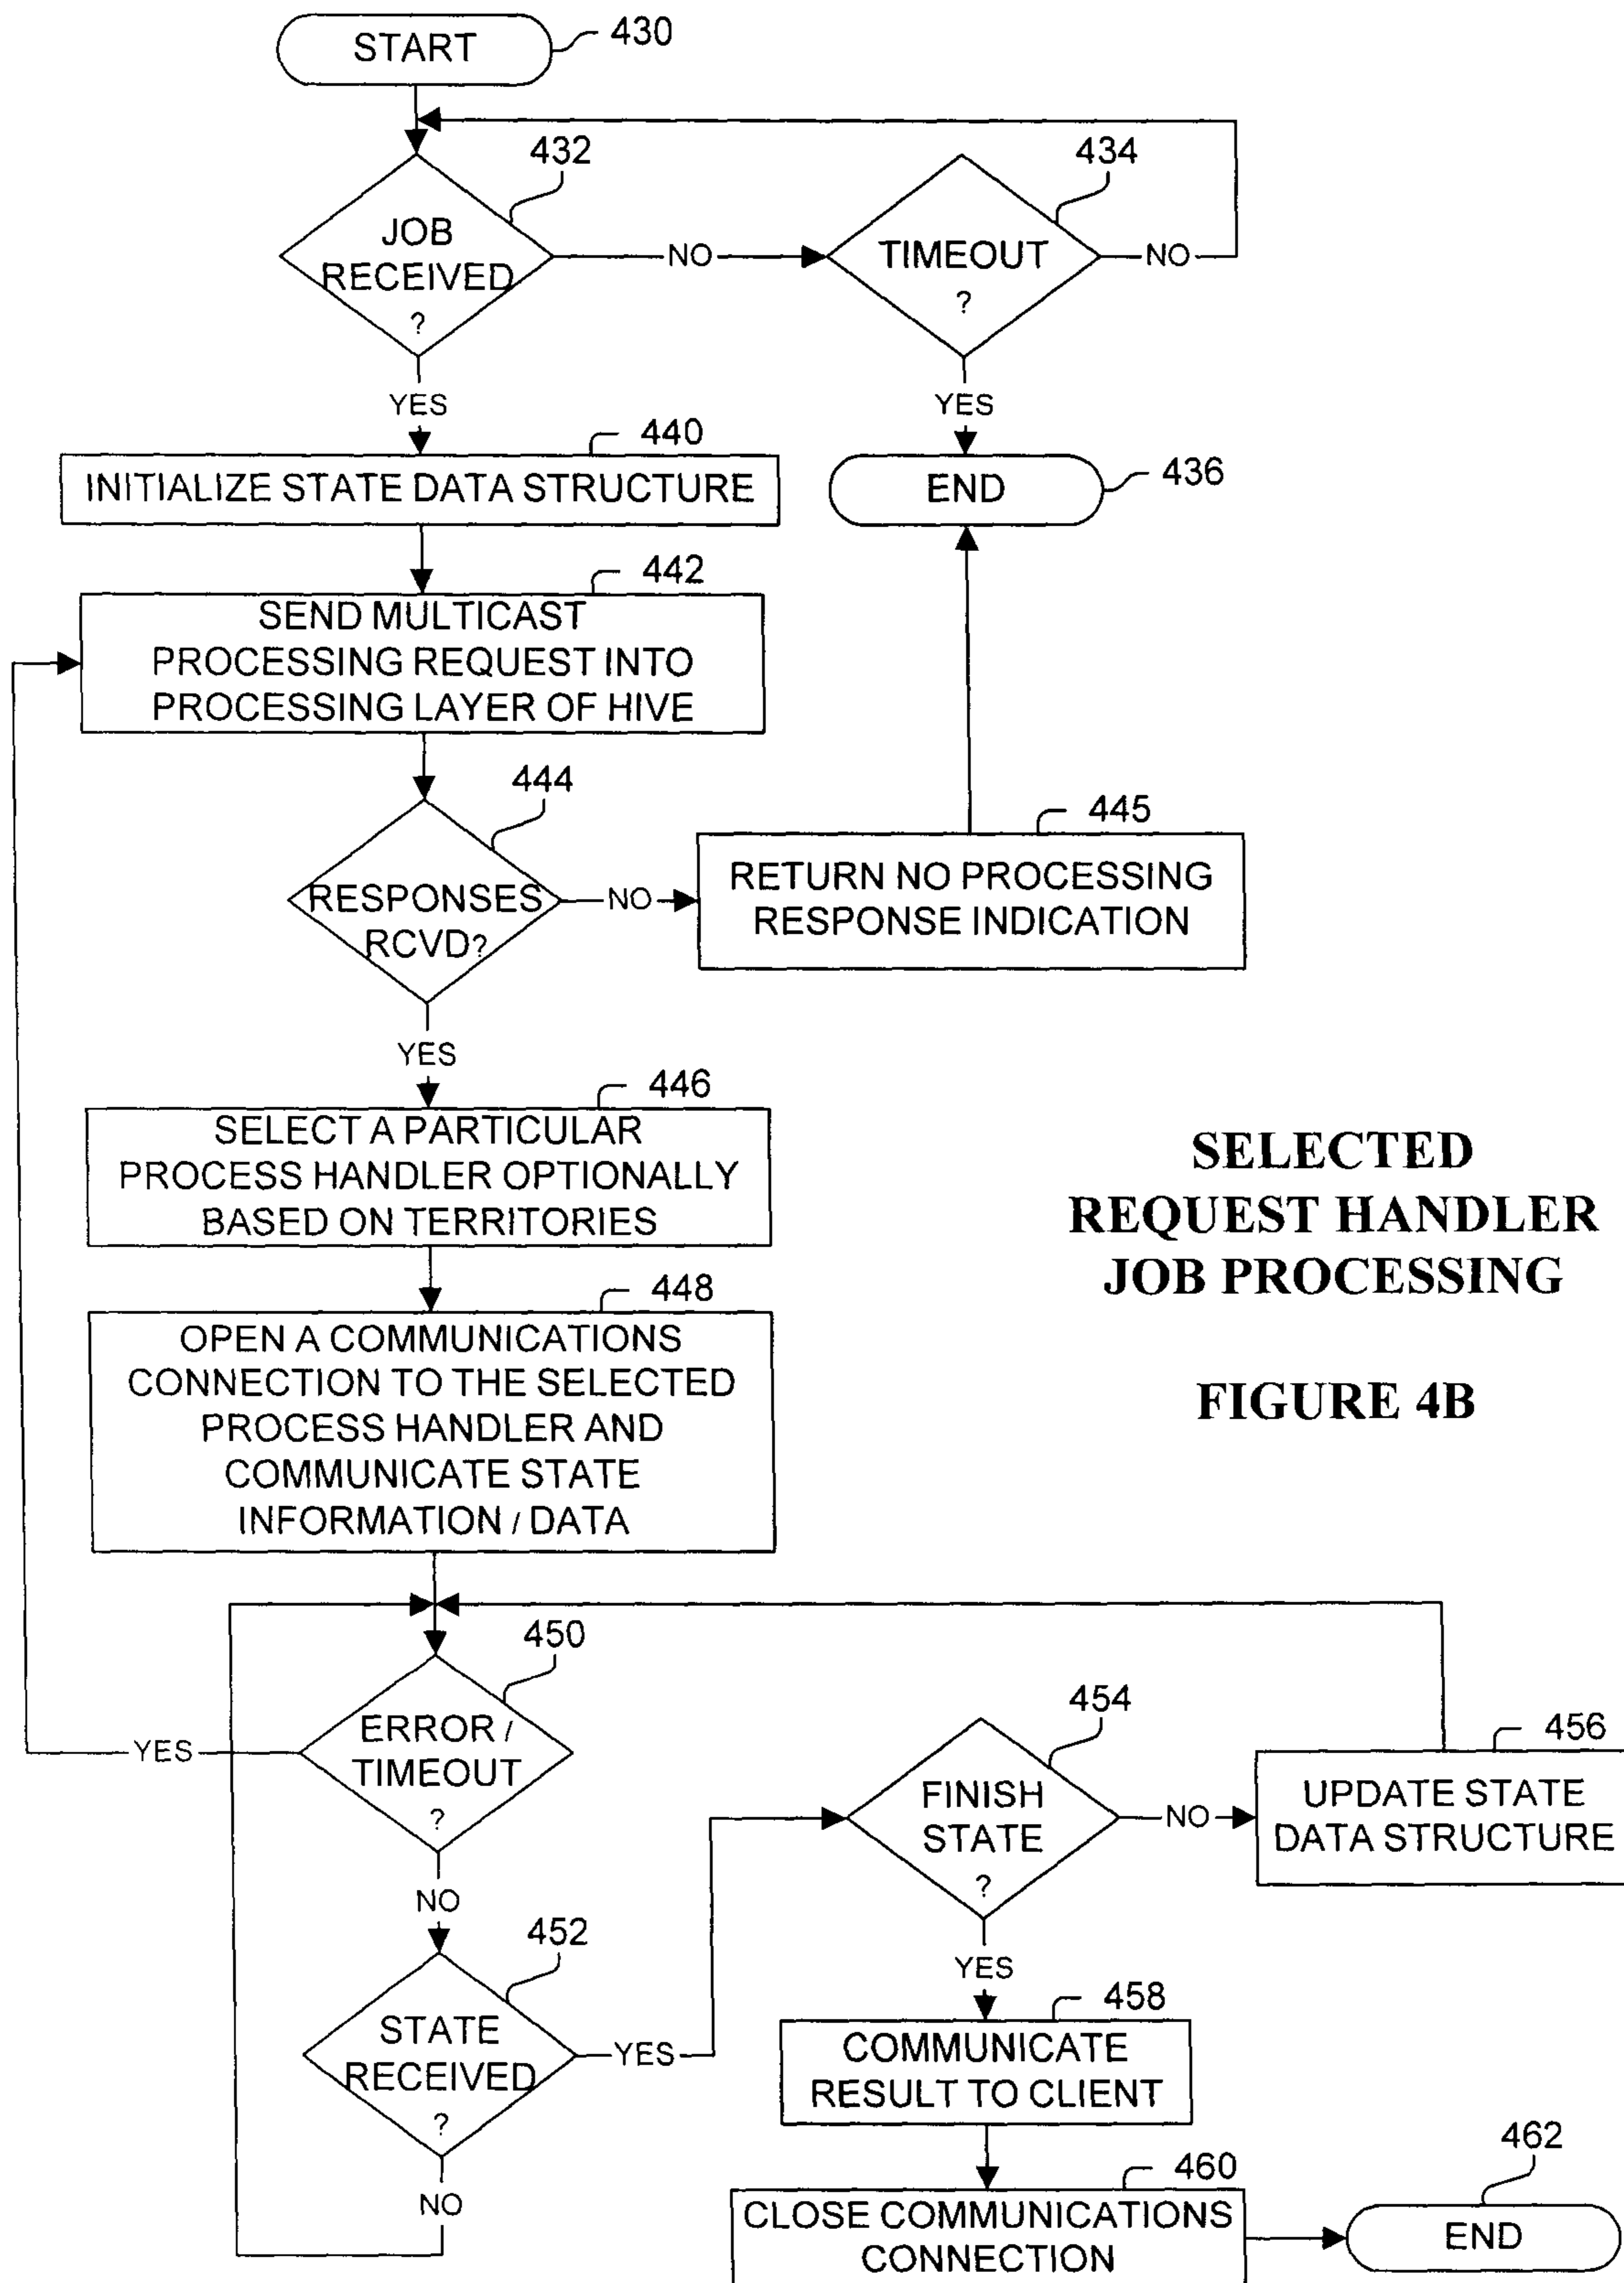 START
430
432
434
JOB
RECEIVED
?
NO
TIMEOUT
?
NO
YES
YES
440
INITIALIZE STATE DATA STRUCTURE
END
436
442
SEND MULTICAST
PROCESSING REQUEST INTO
PROCESSING LAYER OF HIVE
444
RESPONSES
RCVD?
NO
445
RETURN NO PROCESSING
RESPONSE INDICATION
YES
446
SELECT A PARTICULAR
PROCESS HANDLER OPTIONALLY
BASED ON TERRITORIES
SELECTED
REQUEST HANDLER
JOB PROCESSING
FIGURE 4B
448
OPEN A COMMUNICATIONS
CONNECTION TO THE SELECTED
PROCESS HANDLER AND
COMMUNICATE STATE
INFORMATION / DATA
450
ERROR /
TIMEOUT
?
YES
NO
452
STATE
RECEIVED
?
YES
NO
454
FINISH
STATE
?
NO
456
UPDATE STATE
DATA STRUCTURE
YES
458
COMMUNICATE
RESULT TO CLIENT
460
CLOSE COMMUNICATIONS
CONNECTION
462
END